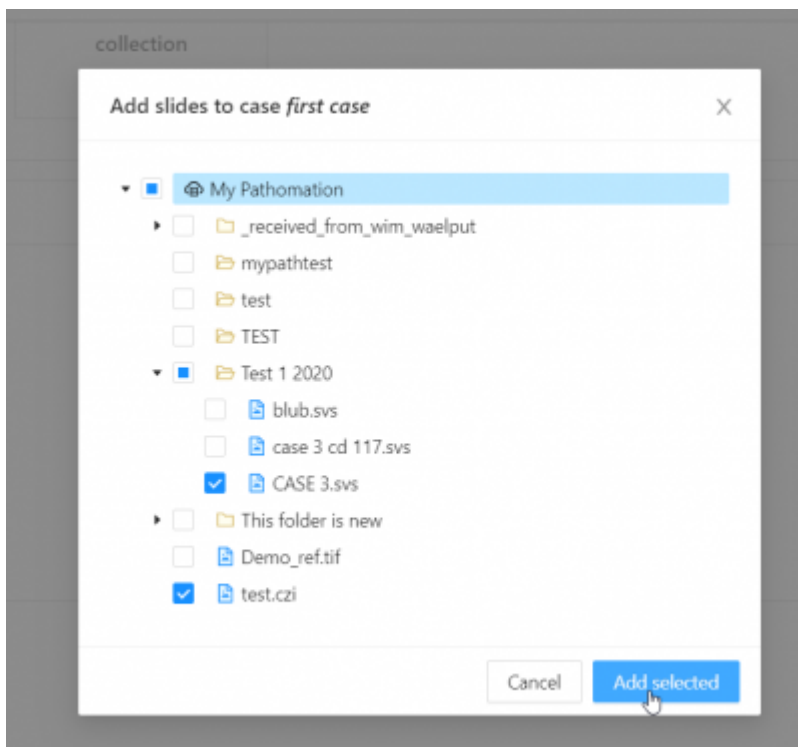 collection
Add slides to case first case
My Pathomation
_received_from_wim_waelput
mypathtest
test
TEST
Test 1 2020
blub.svs
case 3 cd 117.svs
CASE 3.svs
This folder is new
Demo_ref.tif
test.czi
Cancel
Add selected